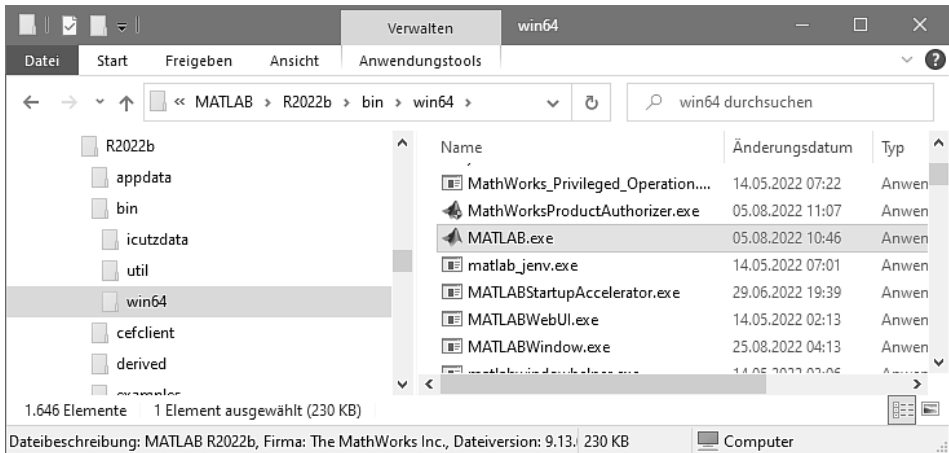 Verwalten win64
Datei Start Freigeben Ansicht Anwendungstools
« MATLAB > R2022b > bin > win64 > win64 durchsuchen
R2022b
appdata
bin
icutzdata
util
win64
cefclient
derived
examples
Name Änderungsdatum Typ
MathWorks_Privileged_Operation.... 14.05.2022 07:22 Anwen
MathWorksProductAuthorizer.exe 05.08.2022 11:07 Anwen
MATLAB.exe 05.08.2022 10:46 Anwen
matlab_jenv.exe 14.05.2022 07:01 Anwen
MATLABStartupAccelerator.exe 29.06.2022 19:39 Anwen
MATLABWebUI.exe 14.05.2022 02:13 Anwen
MATLABWindow.exe 25.08.2022 04:13 Anwen
1.646 Elemente 1 Element ausgewählt (230 KB)
Dateibeschreibung: MATLAB R2022b, Firma: The MathWorks Inc., Dateiversion: 9.13.( 230 KB Computer